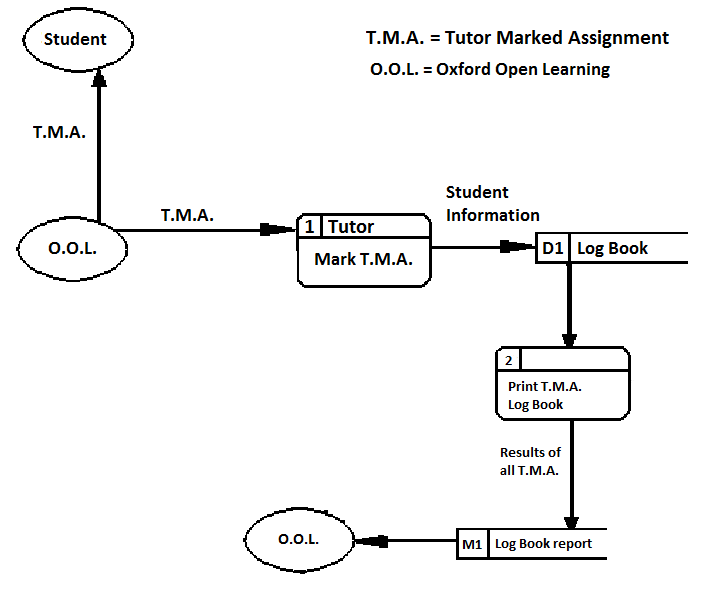 Student
T.M.A. = Tutor Marked Assignment
O.O.L. = Oxford Open Learning
T.M.A.
T.M.A.
Student
Information
O.O.L.
1 Tutor
Mark T.M.A.
D1 Log Book
2
Print T.M.A.
Log Book
Results of
all T.M.A.
O.O.L.
M1 Log Book report